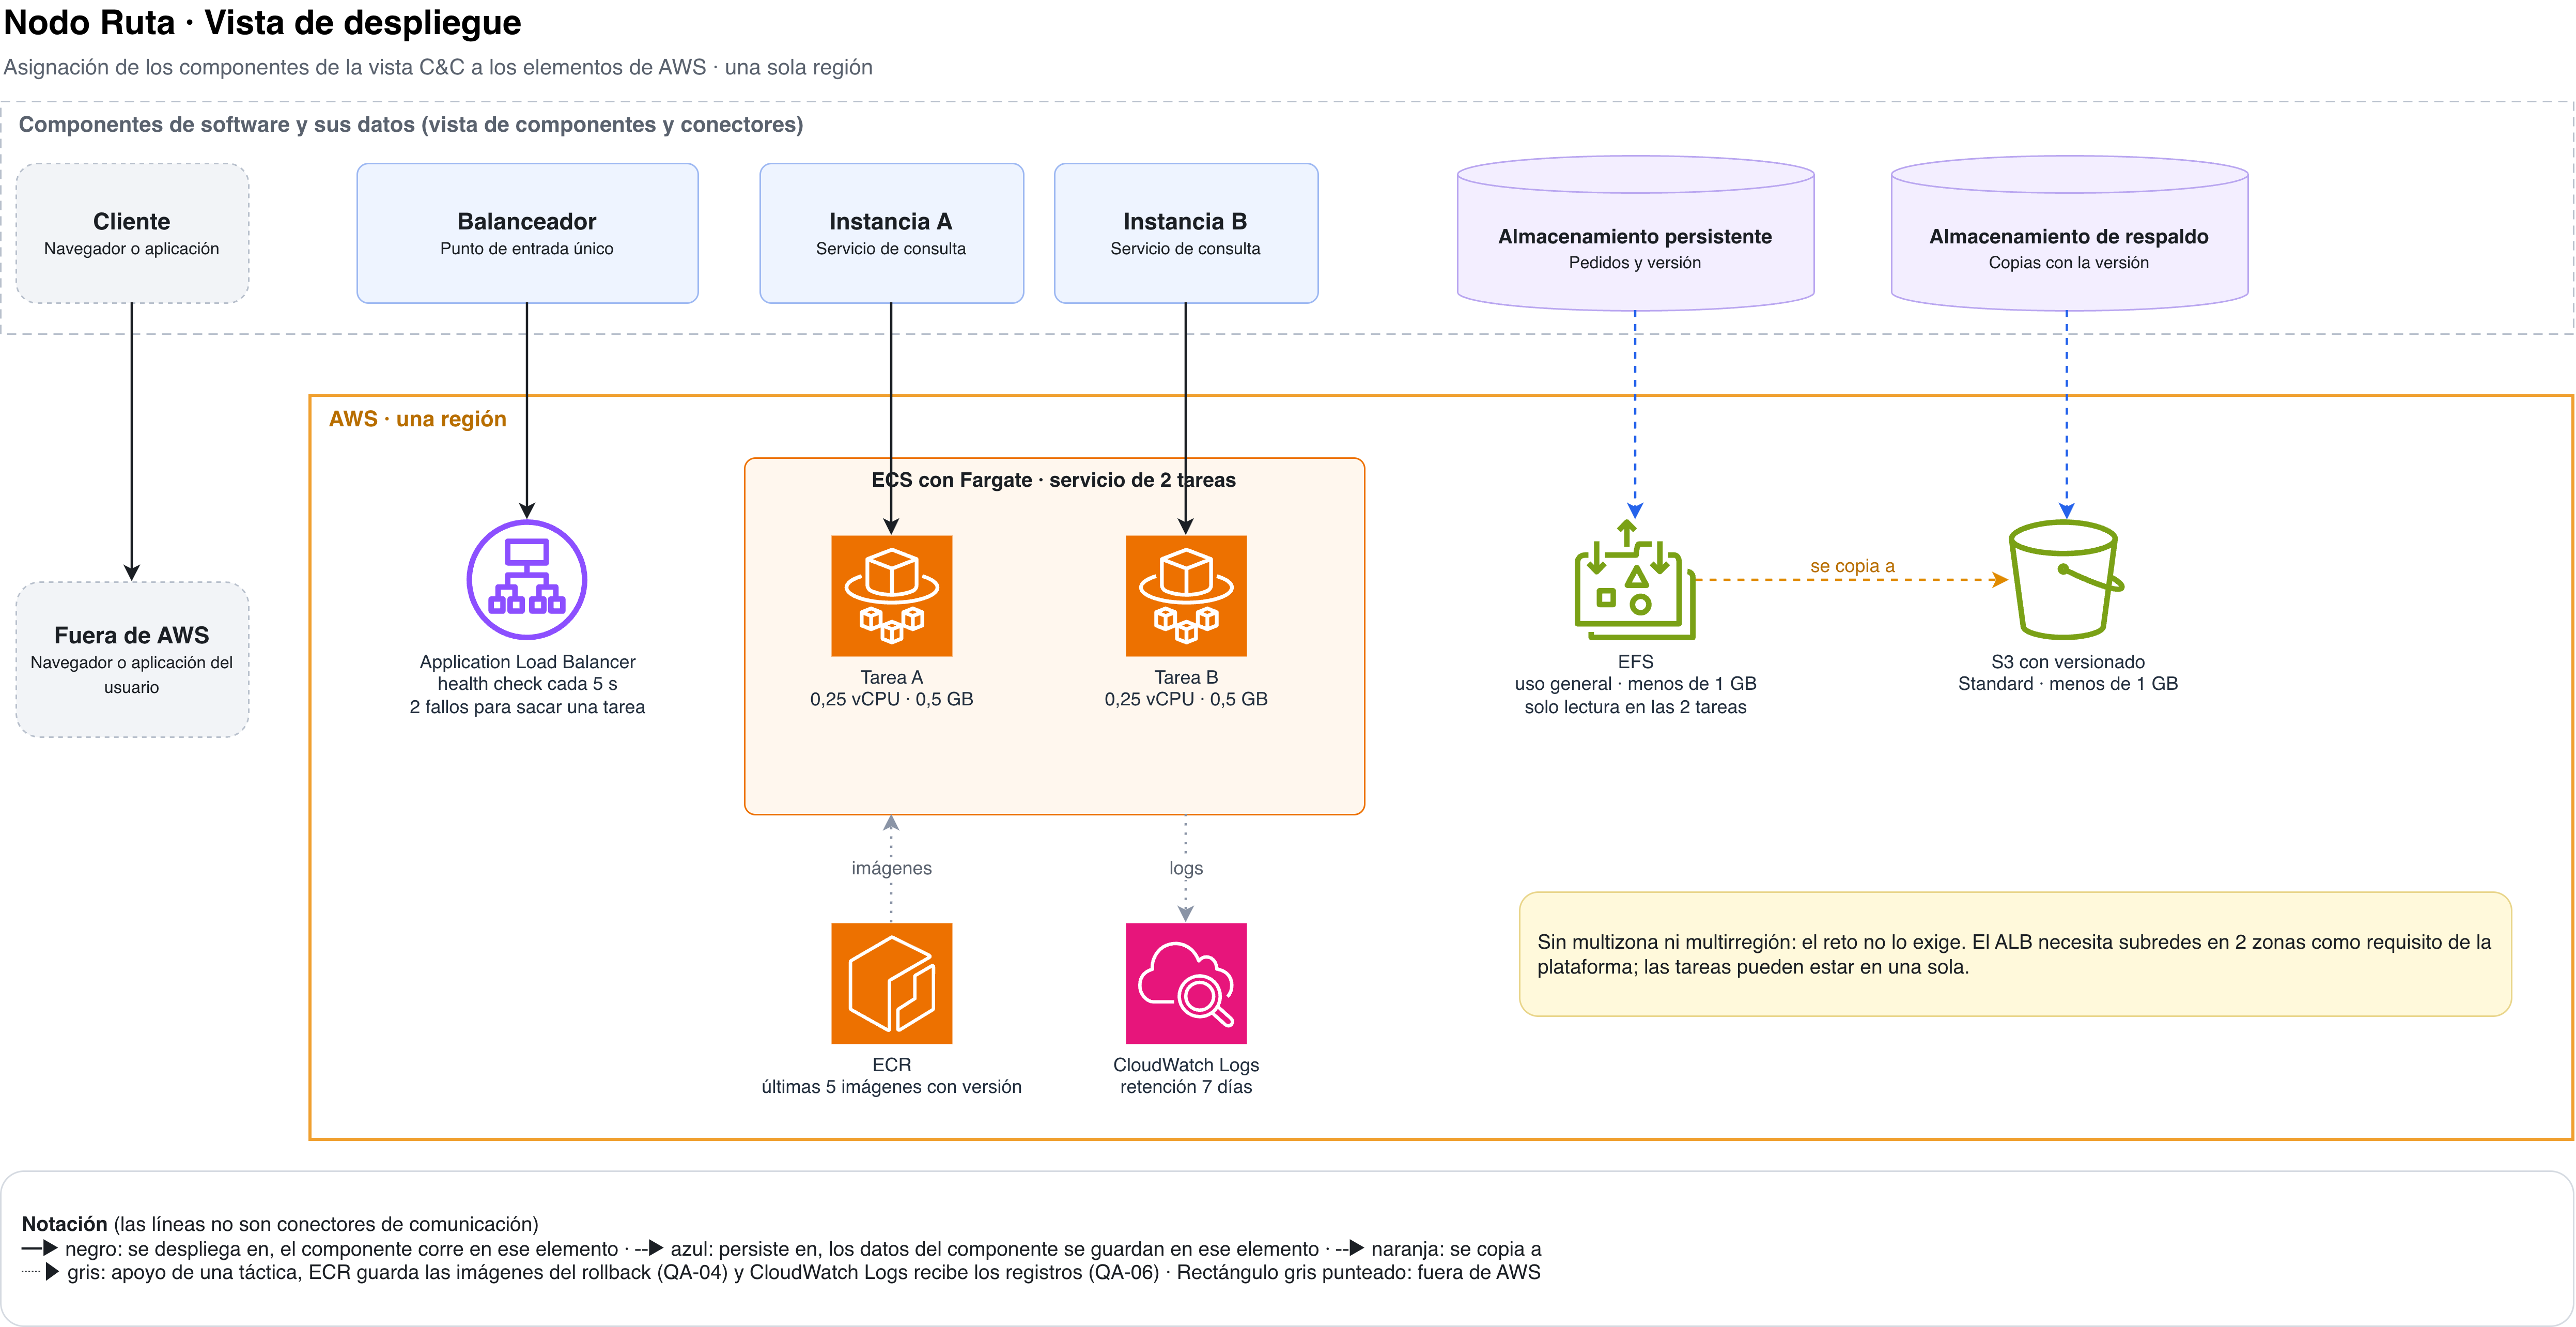 Nodo Ruta · Vista de despliegue
Asignación de los componentes de la vista C&C a los elementos de AWS · una sola región
Componentes de software y sus datos (vista de componentes y conectores)
Cliente
Navegador o aplicación
Balanceador
Punto de entrada único
Instancia A
Servicio de consulta
Instancia B
Servicio de consulta
Almacenamiento persistente
Pedidos y versión
Almacenamiento de respaldo
Copias con la versión
AWS · una región
ECS con Fargate · servicio de 2 tareas
Fuera de AWS
Navegador o aplicación del
usuario
Application Load Balancer
health check cada 5 s
2 fallos para sacar una tarea
Tarea A
0,25 vCPU · 0,5 GB
Tarea B
0,25 vCPU · 0,5 GB
EFS
uso general · menos de 1 GB
solo lectura en las 2 tareas
se copia a
S3 con versionado
Standard · menos de 1 GB
imágenes
logs
ECR
últimas 5 imágenes con versión
CloudWatch Logs
retención 7 días
Sin multizona ni multirregión: el reto no lo exige. El ALB necesita subredes en 2 zonas como requisito de la
plataforma; las tareas pueden estar en una sola.
Notación (las líneas no son conectores de comunicación)
—▶ negro: se despliega en, el componente corre en ese elemento · --▶ azul: persiste en, los datos del componente se guardan en ese elemento · --▶ naranja: se copia a
┈▶ gris: apoyo de una táctica, ECR guarda las imágenes del rollback (QA-04) y CloudWatch Logs recibe los registros (QA-06) · Rectángulo gris punteado: fuera de AWS